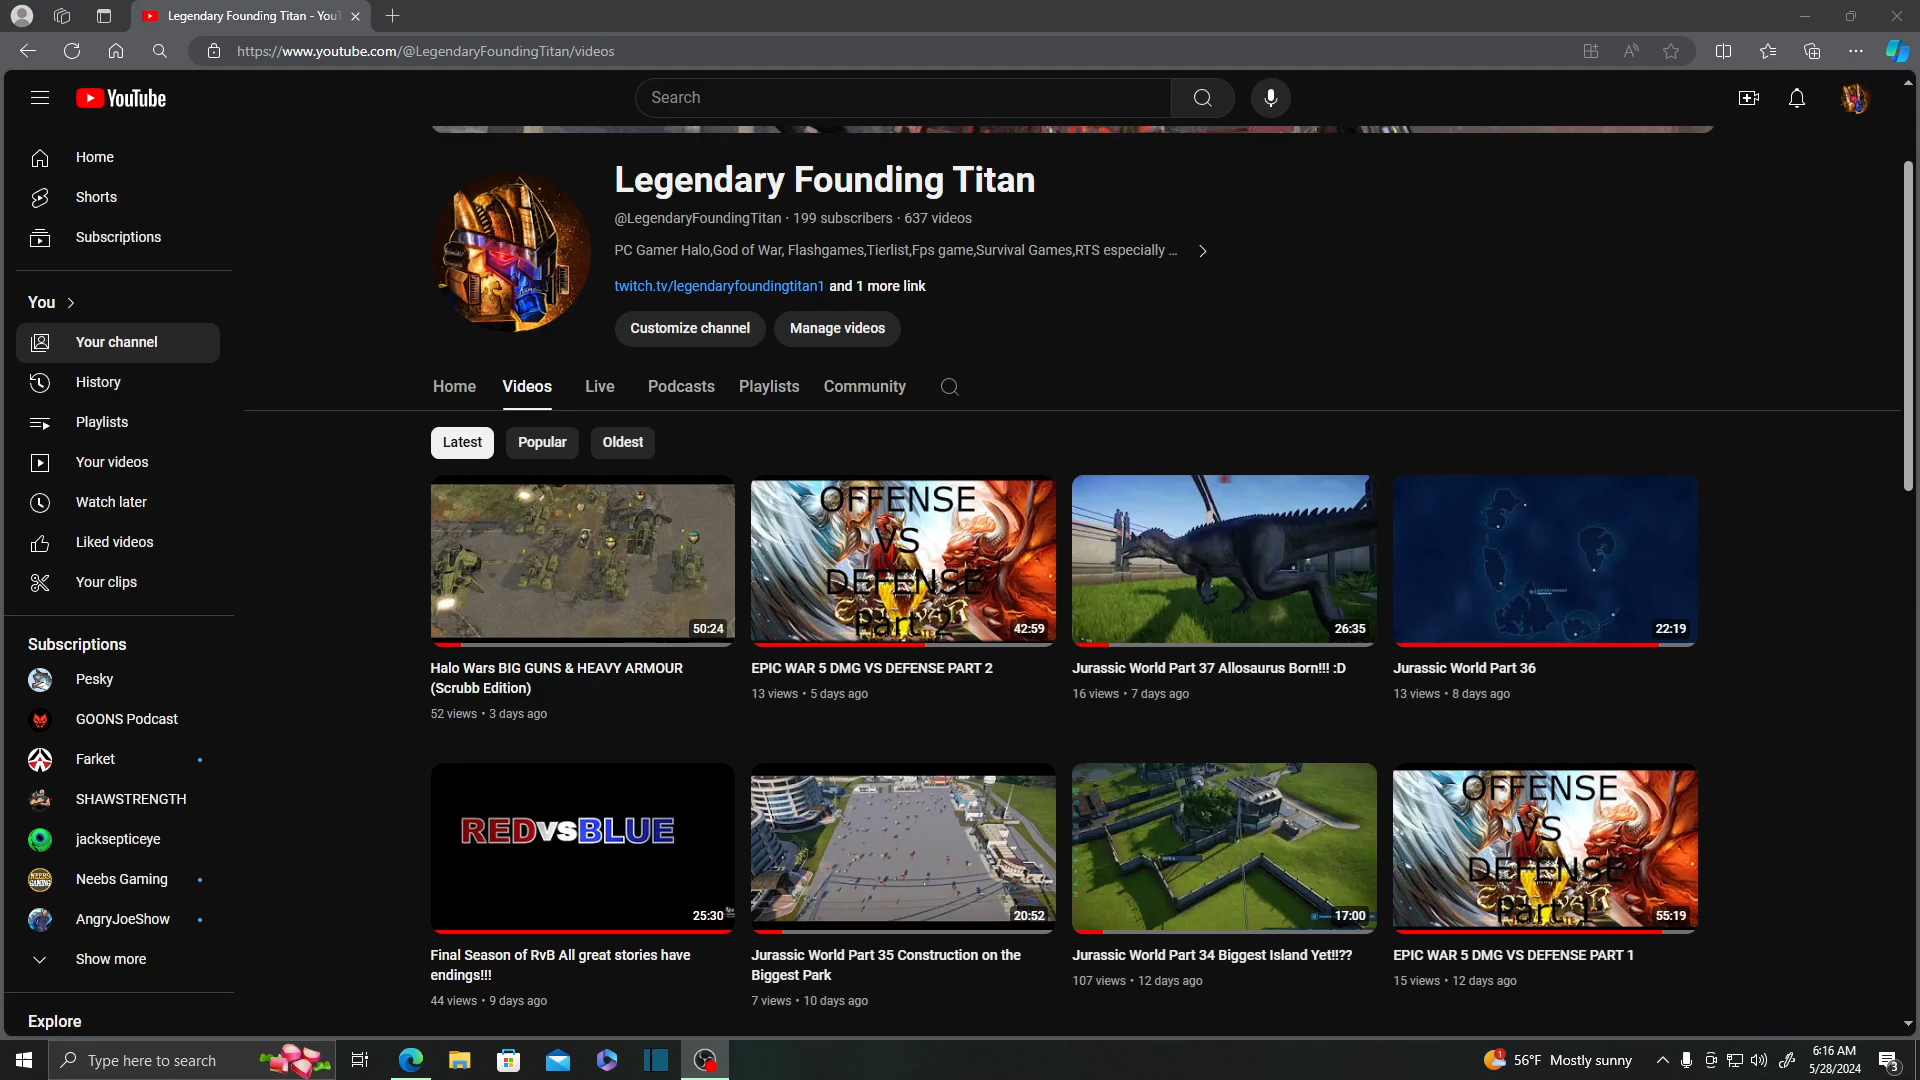 Legendary Founding Titan - YouT
https://www.youtube.com/@LegendaryFoundingTitan/videos
YouTube
Search
Home
Shorts
Subscriptions
You
Your channel
History
Playlists
Your videos
Watch later
Liked videos
Your clips
Subscriptions
Pesky
GOONS Podcast
Farket
SHAWSTRENGTH
jacksepticeye
Neebs Gaming
AngryJoeShow
Show more
Explore
Legendary Founding Titan
@LegendaryFoundingTitan · 199 subscribers · 637 videos
PC Gamer Halo,God of War, Flashgames,Tierlist,Fps game,Survival Games,RTS especially ...
twitch.tv/legendaryfoundingtitan1 and 1 more link
Customize channel
Manage videos
Home
Videos
Live
Podcasts
Playlists
Community
Latest
Popular
Oldest
50:24
Halo Wars BIG GUNS & HEAVY ARMOUR
(Scrubb Edition)
52 views • 3 days ago
OFFENSE
VS
DEFENSE
Part 2
42:59
EPIC WAR 5 DMG VS DEFENSE PART 2
13 views • 5 days ago
26:35
Jurassic World Part 37 Allosaurus Born!!! :D
16 views • 7 days ago
22:19
Jurassic World Part 36
13 views • 8 days ago
REDvsBLUE
25:30
Final Season of RvB All great stories have
endings!!!
44 views • 9 days ago
20:52
Jurassic World Part 35 Construction on the
Biggest Park
7 views • 10 days ago
17:00
Jurassic World Part 34 Biggest Island Yet!!??
107 views • 12 days ago
OFFENSE
VS
DEFENSE
Part 1
55:19
EPIC WAR 5 DMG VS DEFENSE PART 1
15 views • 12 days ago
Type here to search
1
56°F Mostly sunny
6:16 AM
5/28/2024
3